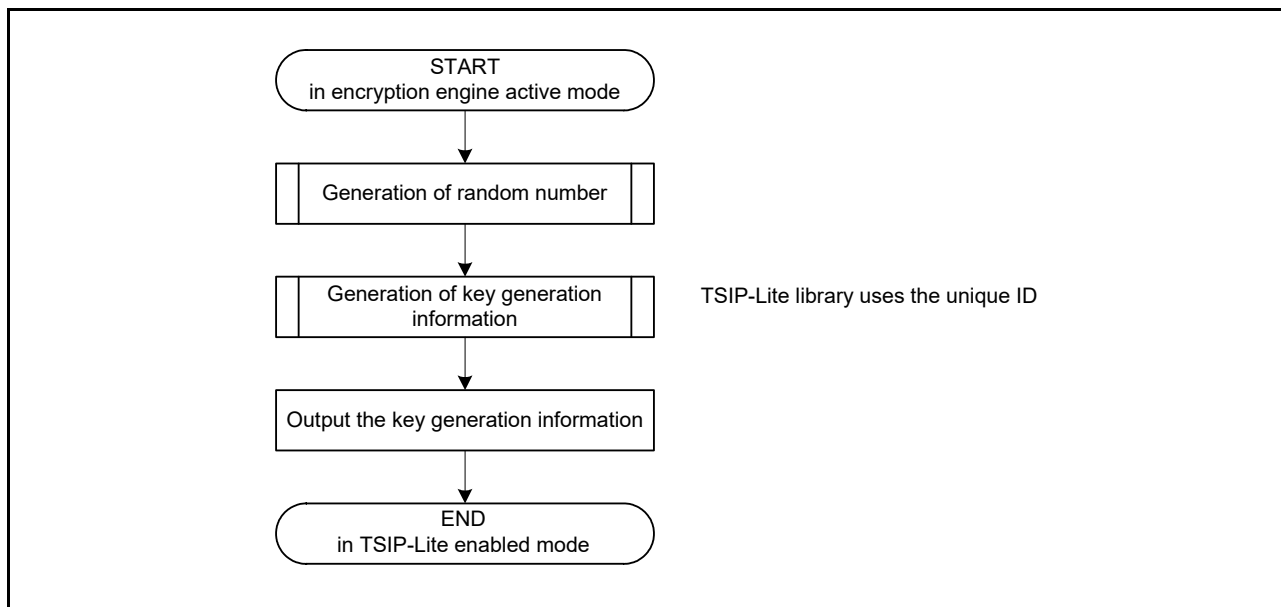 START
in encryption engine active mode
Generation of random number
Generation of key generation
information
TSIP-Lite library uses the unique ID
Output the key generation information
END
in TSIP-Lite enabled mode